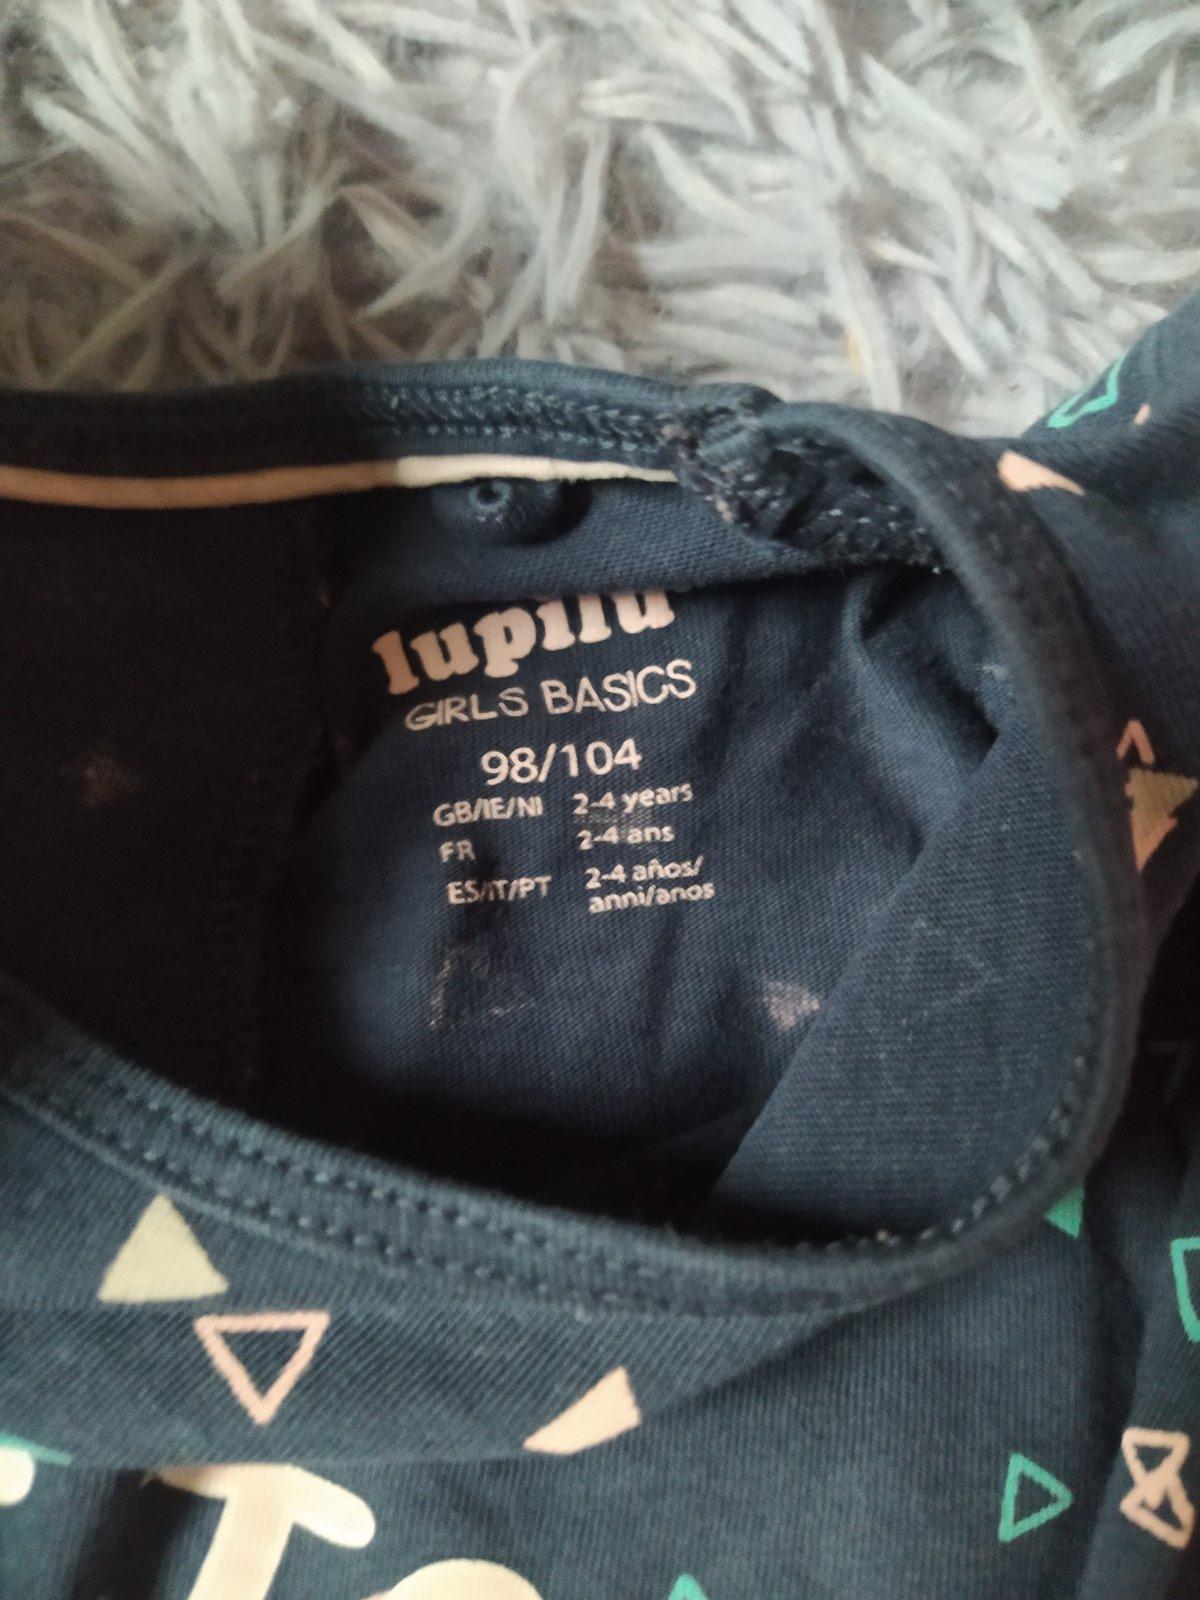 lupilu
GIRLS BASICS
98/104
GB/IE/NI 2-4 years
FR 2-4 ans
ES/IT/PT 2-4 años/
anni/anos